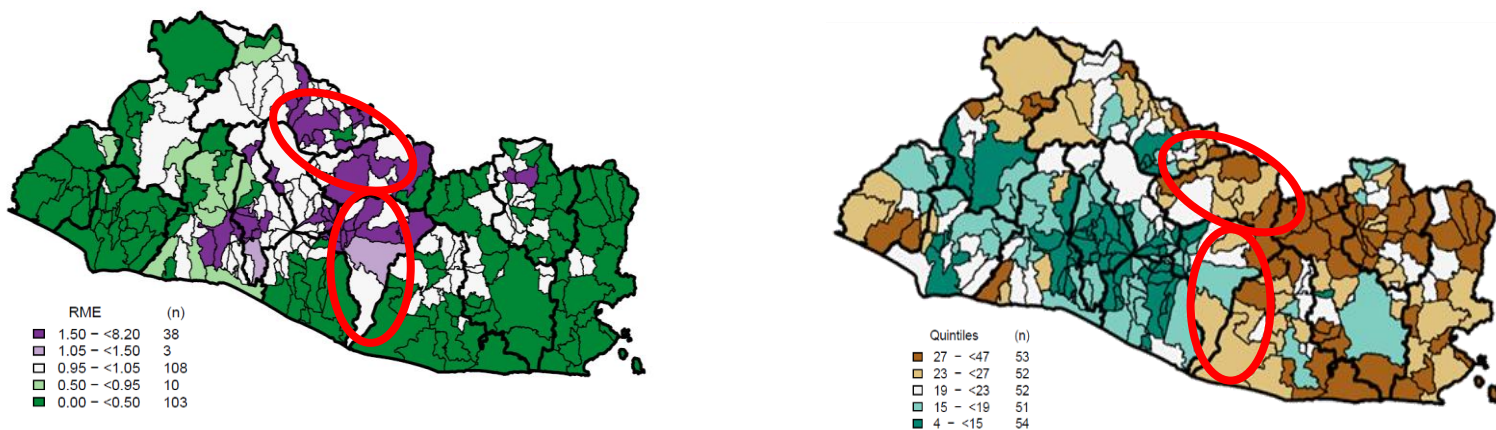 RME (n)
1.50 – <8.20 38
1.05 – <1.50 3
0.95 – <1.05 108
0.50 – <0.95 10
0.00 – <0.50 103
Quintiles (n)
27 – <47 53
23 – <27 52
19 – <23 52
15 – <19 51
4 – <15 54